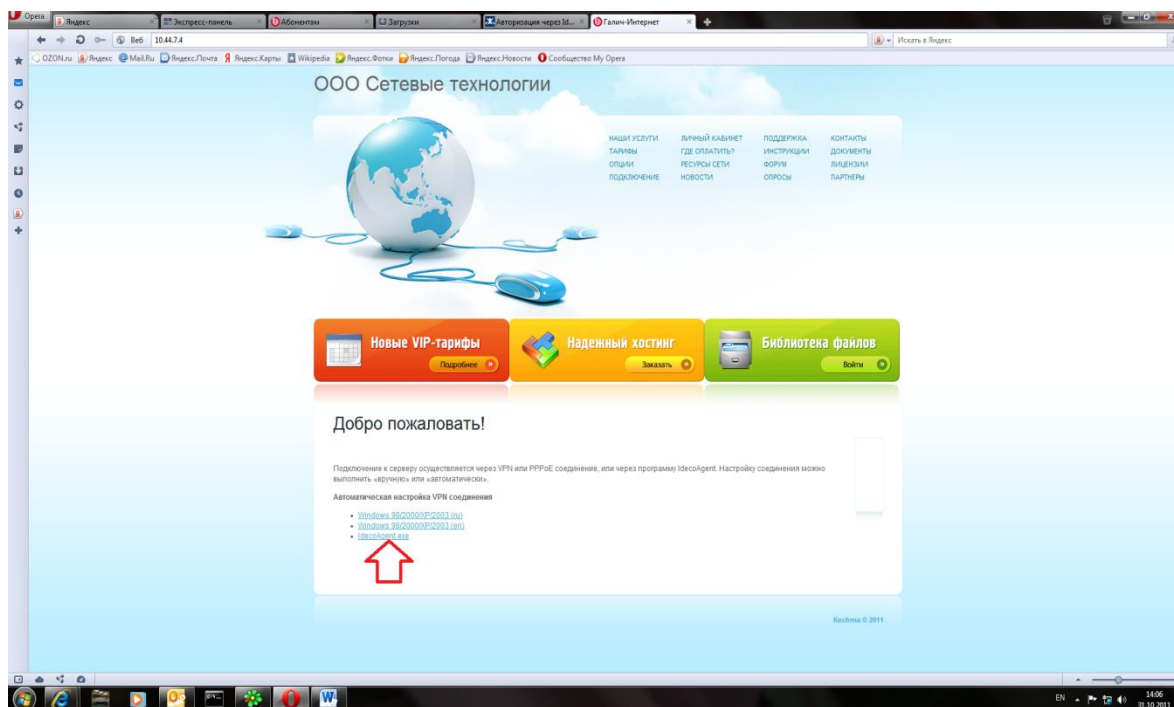 Opera
Яндекс
Экспресс-панель
Абонентам
Загрузки
Авторизация через Id...
Галич-Интернет
Веб
10.44.7.4
Искать в Яндекс
OZON.ru
Яндекс
Mail.Ru
Яндекс.Почта
Яндекс.Карты
Wikipedia
Яндекс.Фотки
Яндекс.Погода
Яндекс.Новости
Сообщество My Opera
ООО Сетевые технологии
НАШИ УСЛУГИ
ЛИЧНЫЙ КАБИНЕТ
ПОДДЕРЖКА
КОНТАКТЫ
ТАРИФЫ
ГДЕ ОПЛАТИТЬ?
ИНСТРУКЦИИ
ДОКУМЕНТЫ
ОПЦИИ
РЕСУРСЫ СЕТИ
ФОРУМ
ЛИЦЕНЗИИ
ПОДКЛЮЧЕНИЕ
НОВОСТИ
ОПРОСЫ
ПАРТНЕРЫ
Новые VIP-тарифы
Подробнее
Надежный хостинг
Заказать
Библиотека файлов
Войти
Добро пожаловать!
Подключение к серверу осуществляется через VPN или PPPoE соединение, или через программу IdecoAgent. Настройку соединения можно
выполнить «вручную» или «автоматически».
Автоматическая настройка VPN соединения
Windows 98/2000/XP/2003 (ru)
Windows 98/2000/XP/2003 (en)
IdecoAgent.exe
Kechma © 2011
EN
14:06
31.10.2011